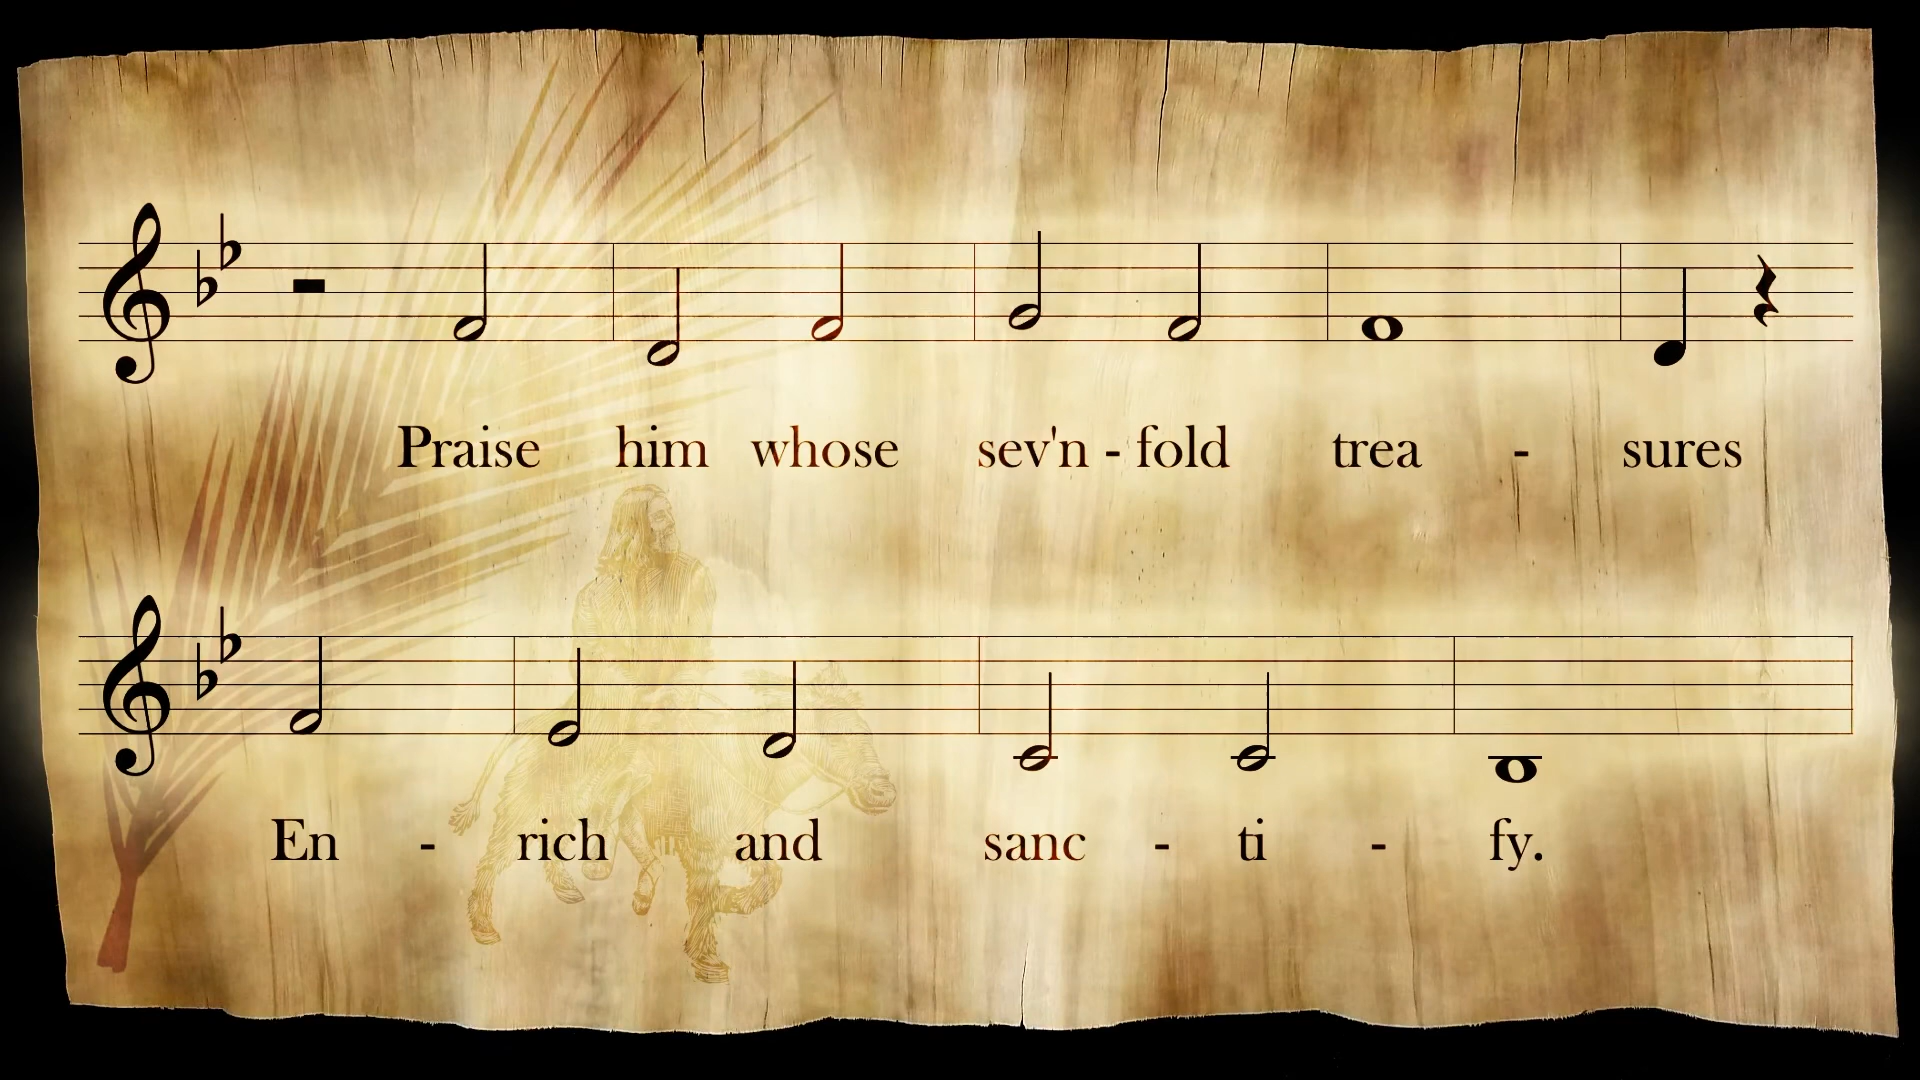 Praise him whose sev'n - fold trea - sures
En - rich and sanc - ti - fy.